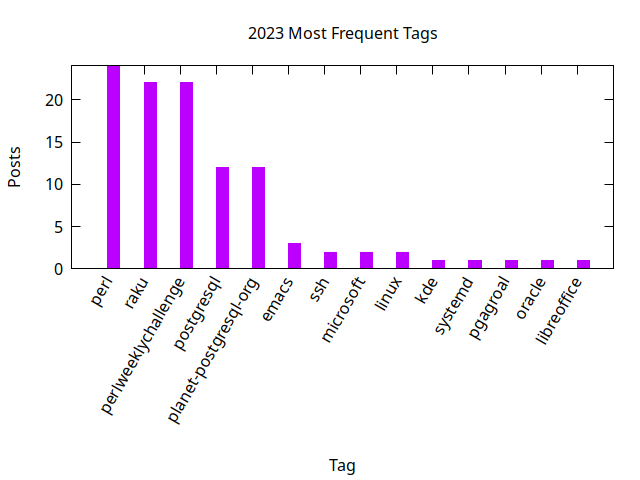 2023 Most Frequent Tags
20
15
10
5
0
Posts
perl
raku
perlweeklychallenge
postgresql
planet-postgresql-org
emacs
ssh
microsoft
linux
kde
systemd
pgagroal
oracle
libreoffice
Tag